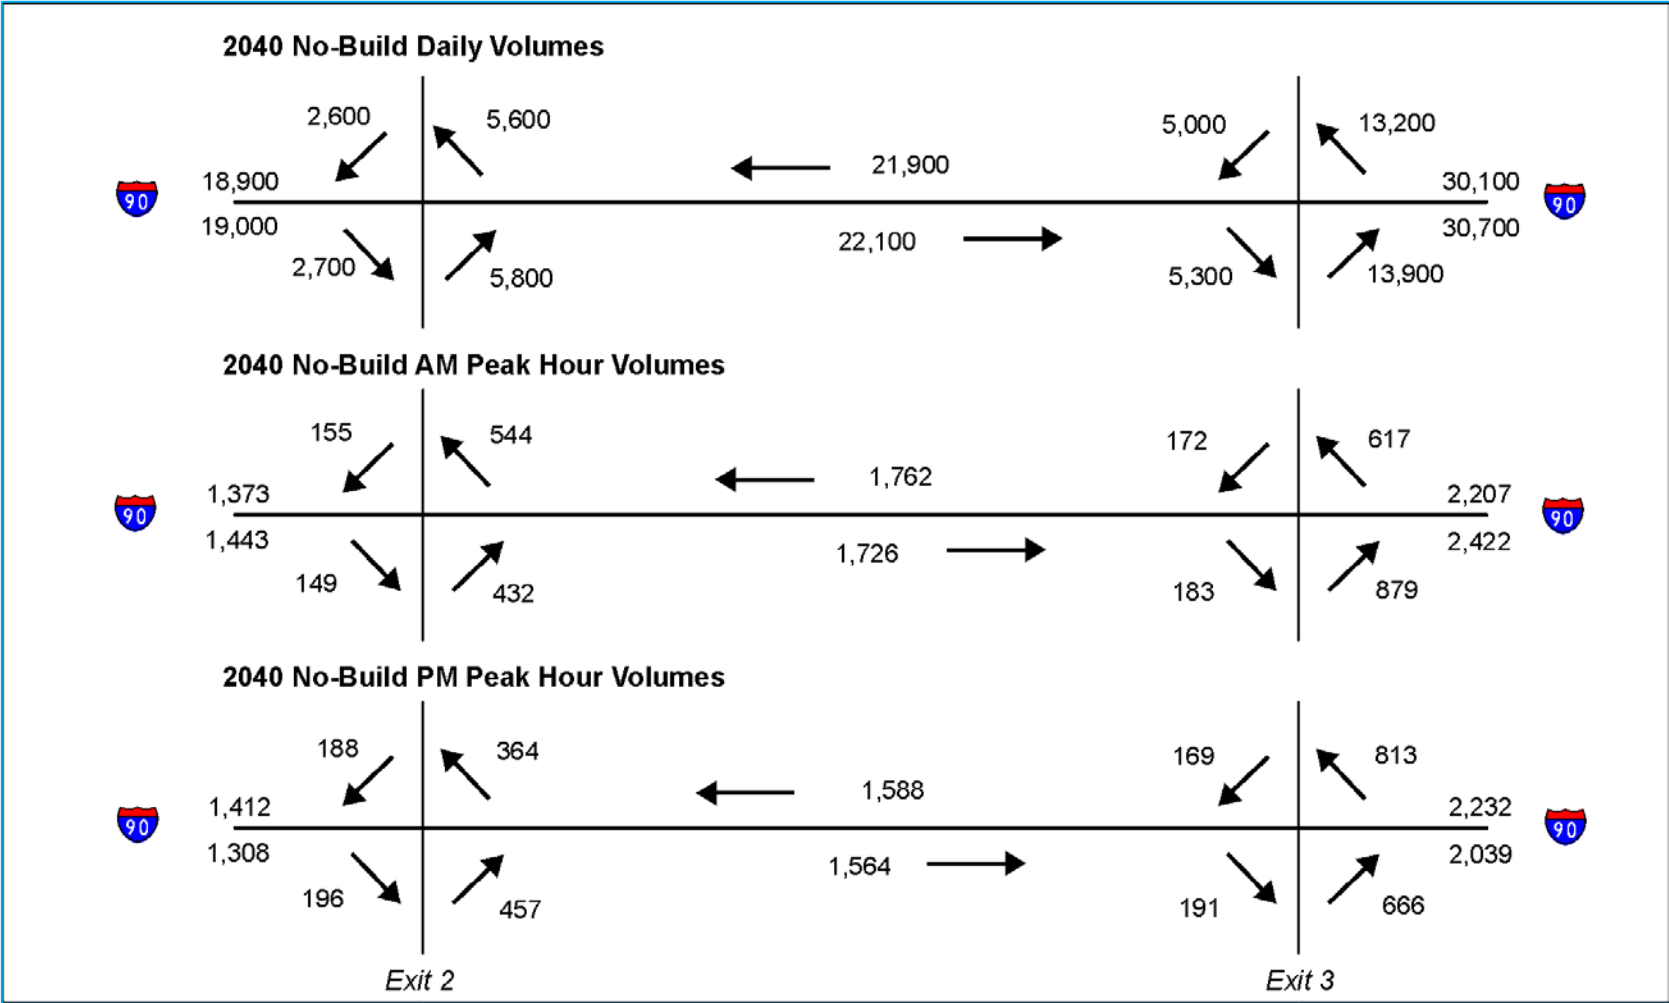 2040 No-Build Daily Volumes
2,600 5,600 5,000 13,200
21,900
18,900 30,100
90 90
19,000 30,700
22,100
2,700 5,800 5,300 13,900
2040 No-Build AM Peak Hour Volumes
155 544 172 617
1,762
1,373 2,207
90 90
1,443 2,422
1,726
149 432 183 879
2040 No-Build PM Peak Hour Volumes
188 364 169 813
1,588
1,412 2,232
90 90
1,308 2,039
1,564
196 457 191 666
Exit 2 Exit 3